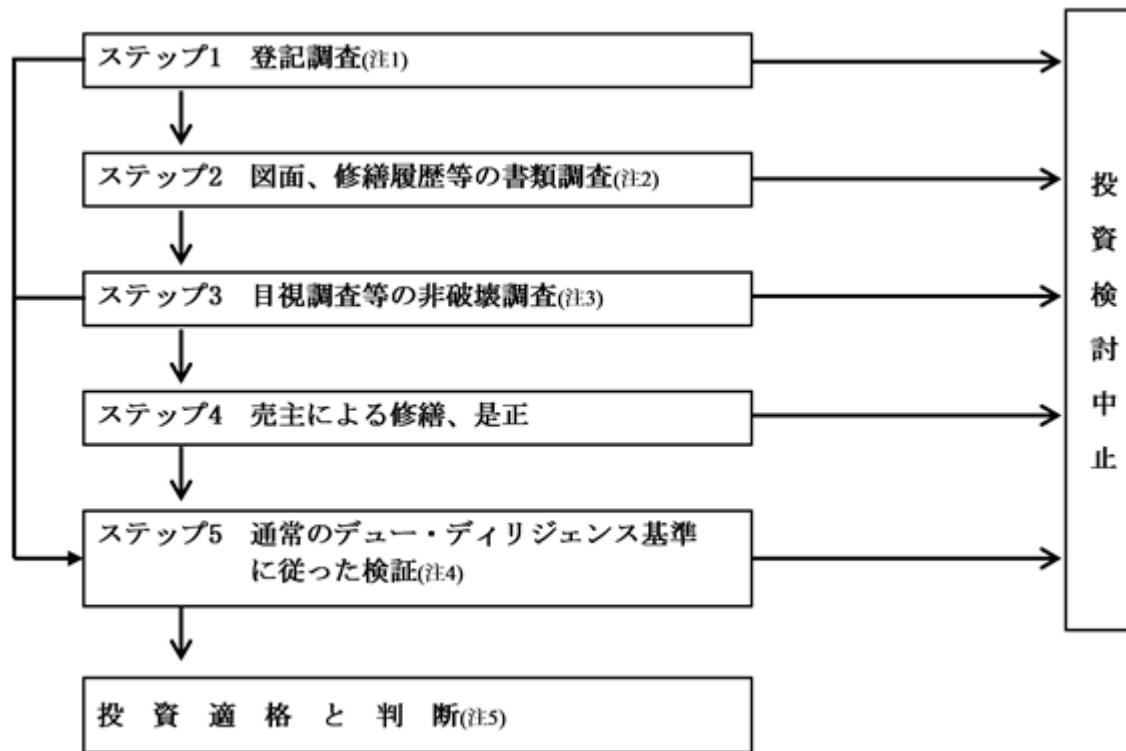 ステップ1 登記調査(注1)
ステップ2 図面、修繕履歴等の書類調査(注2)
ステップ3 目視調査等の非破壊調査(注3)
ステップ4 売主による修繕、是正
ステップ5 通常のデュー・ディリジェンス基準
に従った検証(注4)
投資適格と判断(注5)
投資検討中止